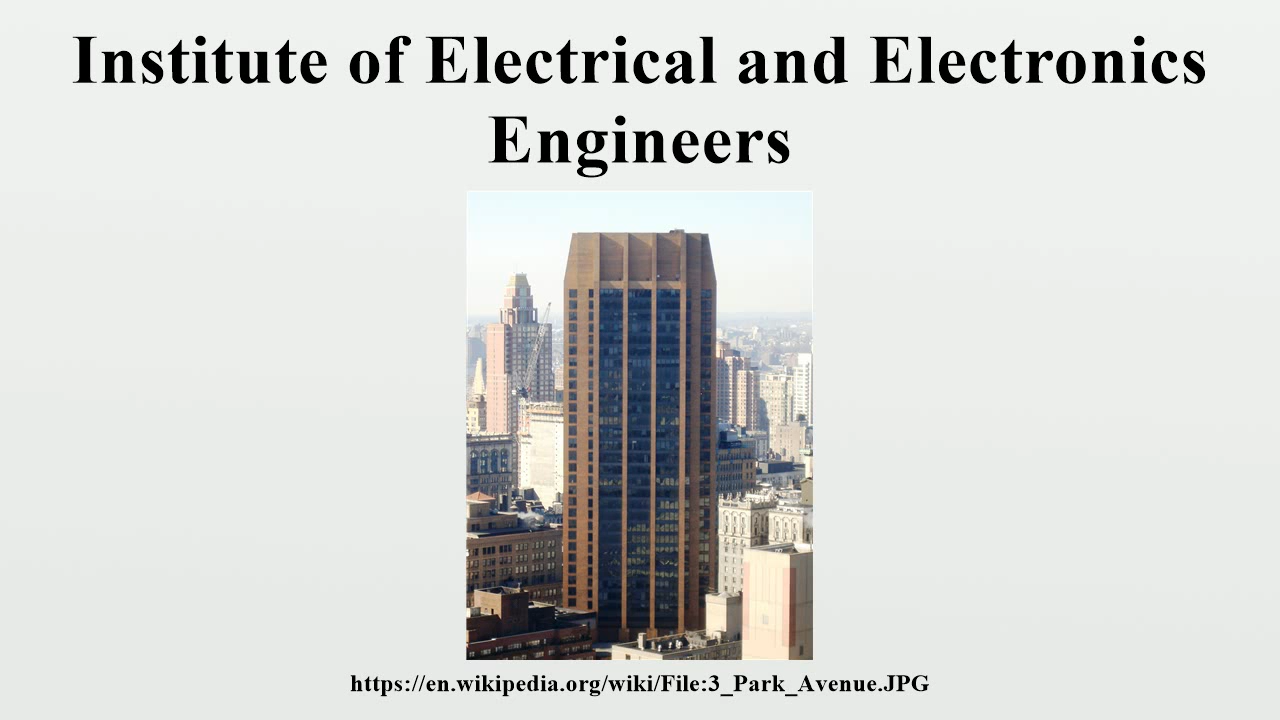 Institute of Electrical and Electronics
Engineers
https://en.wikipedia.org/wiki/File:3_Park_Avenue.JPG